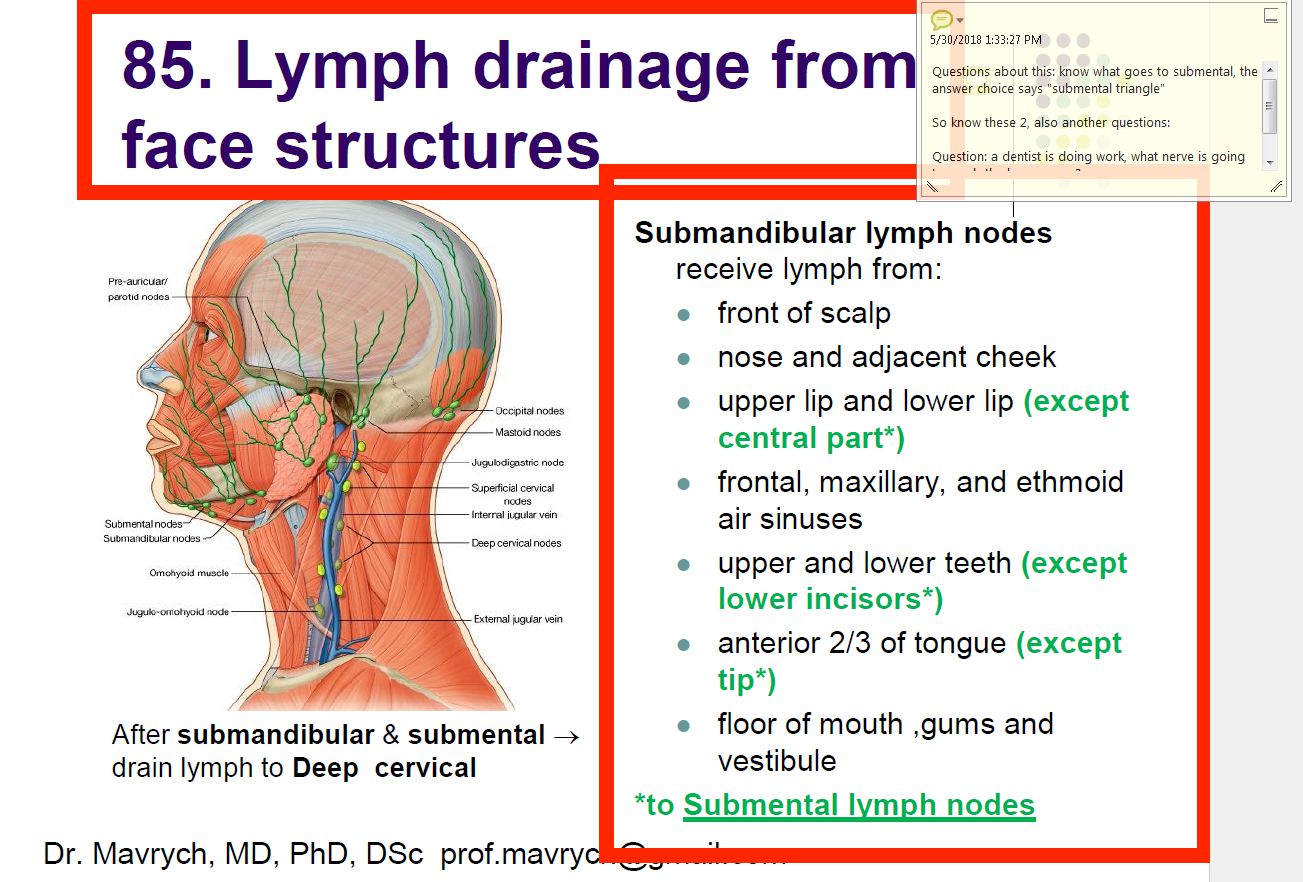 85. Lymph drainage from
face structures
5/30/2018 1:33:27 PM
Questions about this: know what goes to submental, the
answer choice says "submental triangle"
So know these 2, also another questions:
Question: a dentist is doing work, what nerve is going
Pre-auricular/
parotid nodes
Occipital nodes
Mastoid nodes
Jugulodigastric node
Superficial cervical
nodes
Internal jugular vein
Submental nodes
Submandibular nodes
Deep cervical nodes
Omohyoid muscle
Jugulo-omohyoid node
External jugular vein
After submandibular & submental →
drain lymph to Deep cervical
Submandibular lymph nodes
receive lymph from:
● front of scalp
● nose and adjacent cheek
● upper lip and lower lip (except
central part*)
● frontal, maxillary, and ethmoid
air sinuses
● upper and lower teeth (except
lower incisors*)
● anterior 2/3 of tongue (except
tip*)
● floor of mouth ,gums and
vestibule
*to Submental lymph nodes
Dr. Mavrych, MD, PhD, DSc prof.mavrych@gmail.com